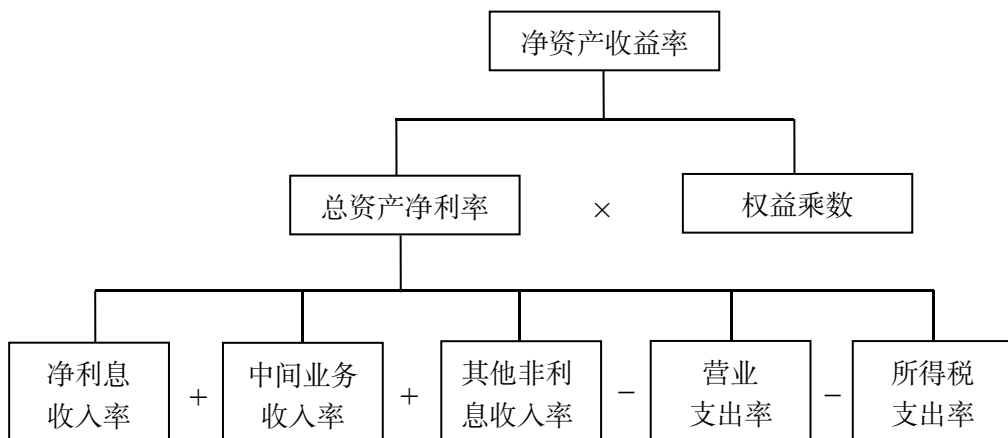 净资产收益率
总资产净利率
×
权益乘数
净利息
收入率
+
中间业务
收入率
+
其他非利
息收入率
−
营业
支出率
−
所得税
支出率